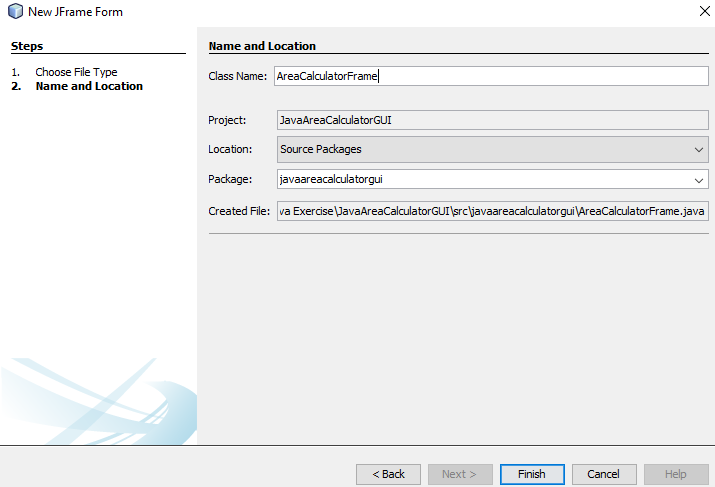 New JFrame Form
Steps
1. Choose File Type
2. Name and Location
Name and Location
Class Name: AreaCalculatorFrame
Project: JavaAreaCalculatorGUI
Location: Source Packages
Package: javaareacalculatorgui
Created File: va Exercise\JavaAreaCalculatorGUI\src\javaareacalculatorgui\AreaCalculatorFrame.java
< Back Next > Finish Cancel Help